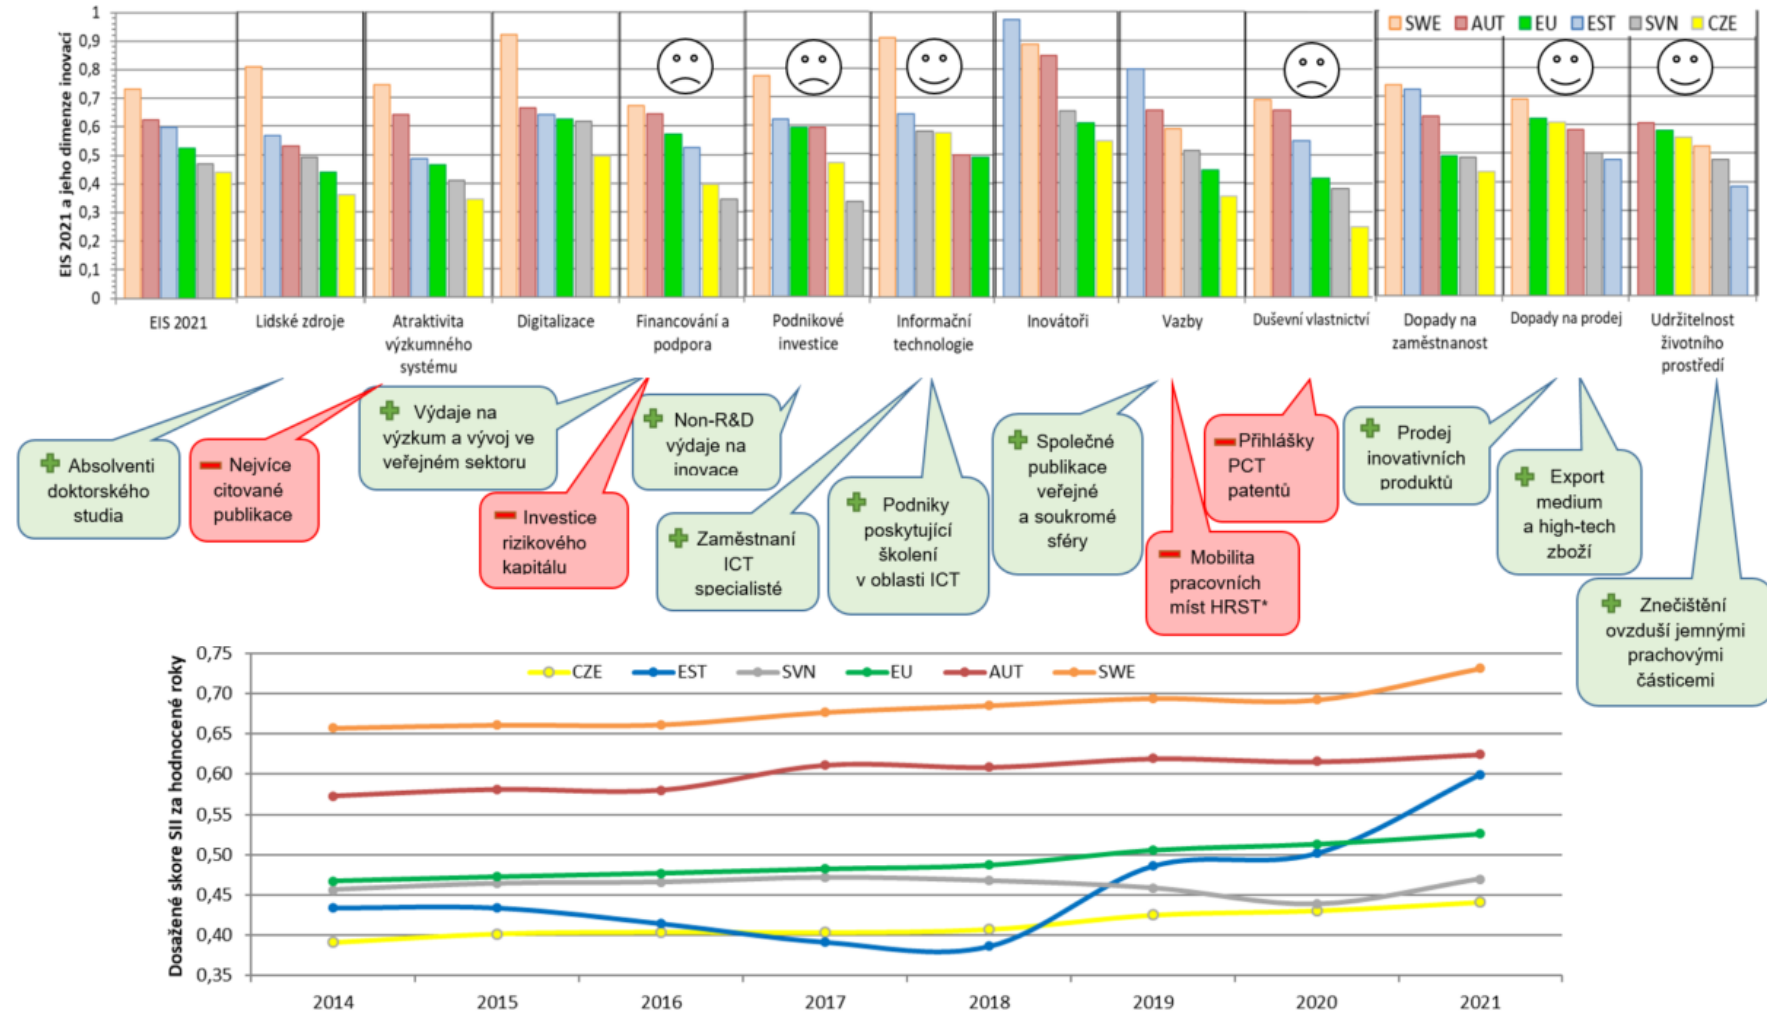 EIS 2021 a jeho dimenze inovací
1
0,9
0,8
0,7
0,6
0,5
0,4
0,3
0,2
0,1
0
SWE AUT EU EST SVN CZE
EIS 2021
Lidské zdroje
Atraktivita
výzkumného
systému
Digitalizace
Financování a
podpora
Podnikové
investice
Informační
technologie
Inovátoři
Vazby
Duševní vlastnictví
Dopady na
zaměstnanost
Dopady na prodej
Udržitelnost
životního
prostředí
Absolventi
doktorského
studia
Nejvíce
citované
publikace
Výdaje na
výzkum a vývoj ve
veřejném sektoru
Investice
rizikového
kapitálu
Non-R&D
výdaje na
inovace
Zaměstnaní
ICT
specialisté
Podniky
poskytující
školení
v oblasti ICT
Společné
publikace
veřejné
a soukromé
sféry
Mobilita
pracovních
míst HRST*
Přihlášky
PCT
patentů
Prodej
inovativních
produktů
Export
medium
a high-tech
zboží
Znečištění
ovzduší jemnými
prachovými
částicemi
Dosažené skore SII za hodnocené roky
0,75
0,70
0,65
0,60
0,55
0,50
0,45
0,40
0,35
CZE EST SVN EU AUT SWE
2014 2015 2016 2017 2018 2019 2020 2021